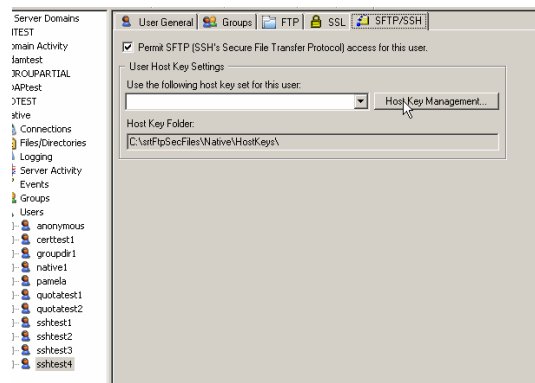 Server Domains
User General
Groups
FTP
SSL
SFTP/SSH
Permit SFTP (SSH's Secure File Transfer Protocol) access for this user.
User Host Key Settings
Use the following host key set for this user:
Host Key Management...
Host Key Folder:
C:\srtFtpSecFiles\Native\HostKeys\
ITEST
omain Activity
damtest
GROUPARTIAL
DAPtest
OTEST
ative
Connections
Files/Directories
Logging
Server Activity
Events
Groups
Users
anonymous
certtest1
groupdir1
native1
pamela
quotatest1
quotatest2
sshtest1
sshtest2
sshtest3
sshtest4